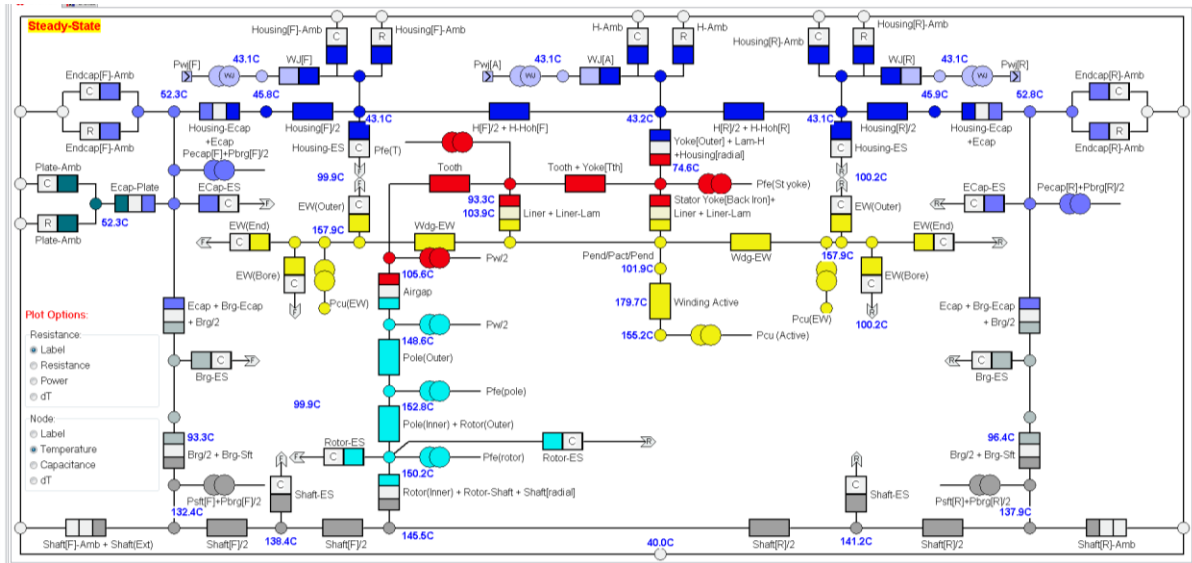 Steady-State
Housing[F]-Amb
Housing[F]-Amb
H-Amb
H-Amb
Housing[R]-Amb
Housing[R]-Amb
C
R
C
R
C
R
43.1C
WJ[F]
43.1C
WJ[A]
WJ[R]
43.1C
Pwj[F]
WJ
Pwj[A]
WJ
WJ
Pwj[R]
Endcap[F]-Amb
Endcap[R]-Amb
C
52.3C
45.8C
45.9C
52.8C
C
R
Housing-Ecap
+Ecap
Housing[F]/2
43.1C
H[F]/2 + H-Hoh[F]
43.2C
H[R]/2 + H-Hoh[R]
43.1C
Housing[R]/2
Housing-Ecap
+Ecap
R
Endcap[F]-Amb
Endcap[R]-Amb
Plate-Amb
C
Housing-ES
C
Pfe(T)
Yoke[Outer] + Lam-H
+Housing[radial]
74.6C
Housing-ES
C
Pecap[F]+Pbrg[F]/2
Tooth
Tooth + Yoke[Tth]
Ecap-Plate
ECap-ES
C
F
99.9C
F
Pfe(St yoke)
100.2C
R
ECap-ES
C
R
Pecap[R]+Pbrg[R]/2
93.3C
103.9C
Liner + Liner-Lam
Stator Yoke[Back Iron]+
Liner + Liner-Lam
R
Plate-Amb
52.3C
EW(Outer)
C
157.9C
EW(Outer)
C
EW(End)
F
C
Wdg-EW
Wdg-EW
157.9C
EW(End)
C
R
Pend/Pact/Pend
101.9C
EW(Bore)
C
F
Pcu(EW)
Pw/2
105.6C
Airgap
179.7C
Winding Active
Pcu(EW)
EW(Bore)
C
R
100.2C
Ecap + Brg-Ecap
+ Brg/2
Pw/2
148.6C
155.2C
Pcu (Active)
Ecap + Brg-Ecap
+ Brg/2
Plot Options:
Resistance:
Label
Resistance
Power
dT
Pole(Outer)
C
F
Brg-ES
R
C
Brg-ES
99.9C
Pfe(pole)
152.8C
Pole(Inner) + Rotor(Outer)
Node:
Label
Temperature
Capacitance
dT
93.3C
Brg/2 + Brg-Sft
Rotor-ES
F
C
C
R
Rotor-ES
Pfe(rotor)
150.2C
96.4C
Brg/2 + Brg-Sft
Psft[F]+Pbrg[F]/2
F
C
Shaft-ES
Rotor(Inner) + Rotor-Shaft + Shaft[radial]
R
C
Shaft-ES
Psft[R]+Pbrg[R]/2
132.4C
137.9C
Shaft[F]-Amb + Shaft(Ext)
Shaft[F]/2
138.4C
Shaft[F]/2
145.5C
40.0C
Shaft[R]/2
141.2C
Shaft[R]/2
Shaft[R]-Amb